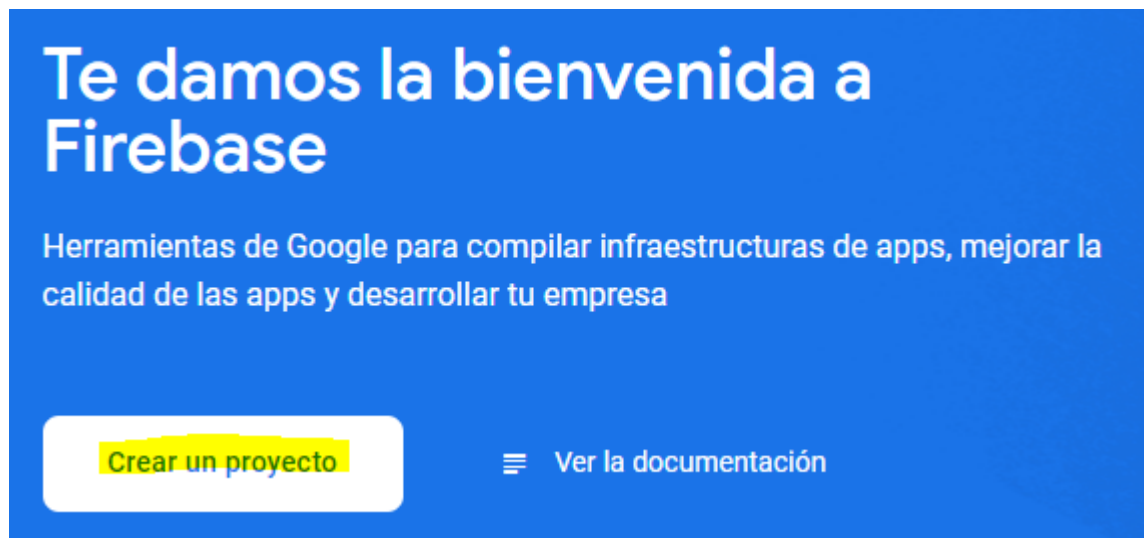 Te damos la bienvenida a
Firebase
Herramientas de Google para compilar infraestructuras de apps, mejorar la
calidad de las apps y desarrollar tu empresa
Crear un proyecto
Ver la documentación